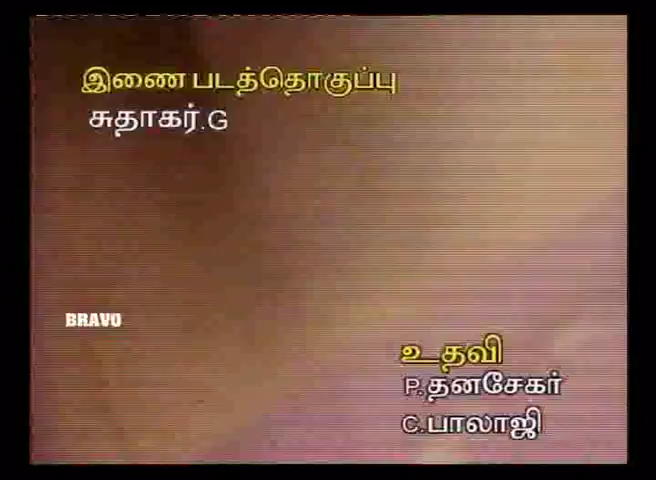 இணை படத்தொகுப்பு
சுதாகர்.G
BRAVO
உதவி
P.தனசேகர்
C.பாலாஜி